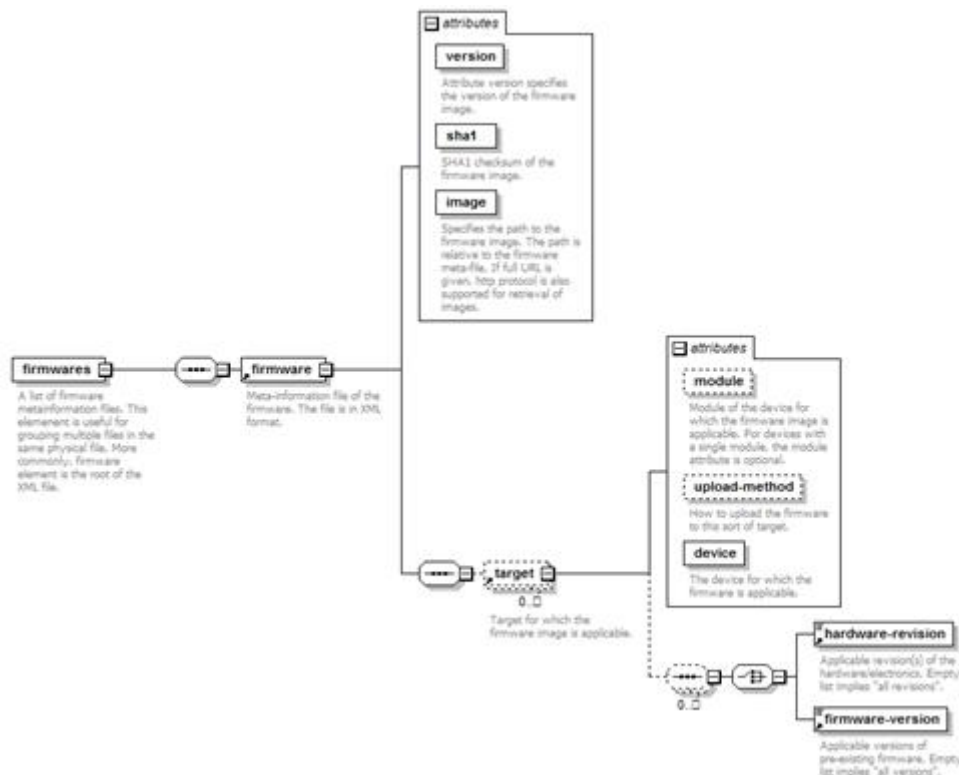 attributes
version
Attribute version specifies
the version of the firmware
image.
sha1
SHA1 checksum of the
firmware image.
image
Specifies the path to the
firmware image. The path is
relative to the firmware
meta-file. If full URL is
given, http protocol is also
supported for retrieval of
images.
firmwares
A list of firmware
metainformation files. This
elemenent is useful for
grouping multiple files in the
same physical file. More
commonly, firmware
element is the root of the
XML file.
firmware
Meta-information file of the
firmware. The file is in XML
format.
attributes
module
Module of the device for
which the firmware image is
applicable. For devices with
a single module, the module
attribute is optional.
upload-method
How to upload the firmware
to this sort of target.
device
The device for which the
firmware is applicable.
target
0..□
Target for which the
firmware image is applicable.
0..□
hardware-revision
Applicable revision(s) of the
hardware/electronics. Empty
list implies "all revisions".
firmware-version
Applicable versions of
pre-existing firmware. Empty
list implies "all versions".